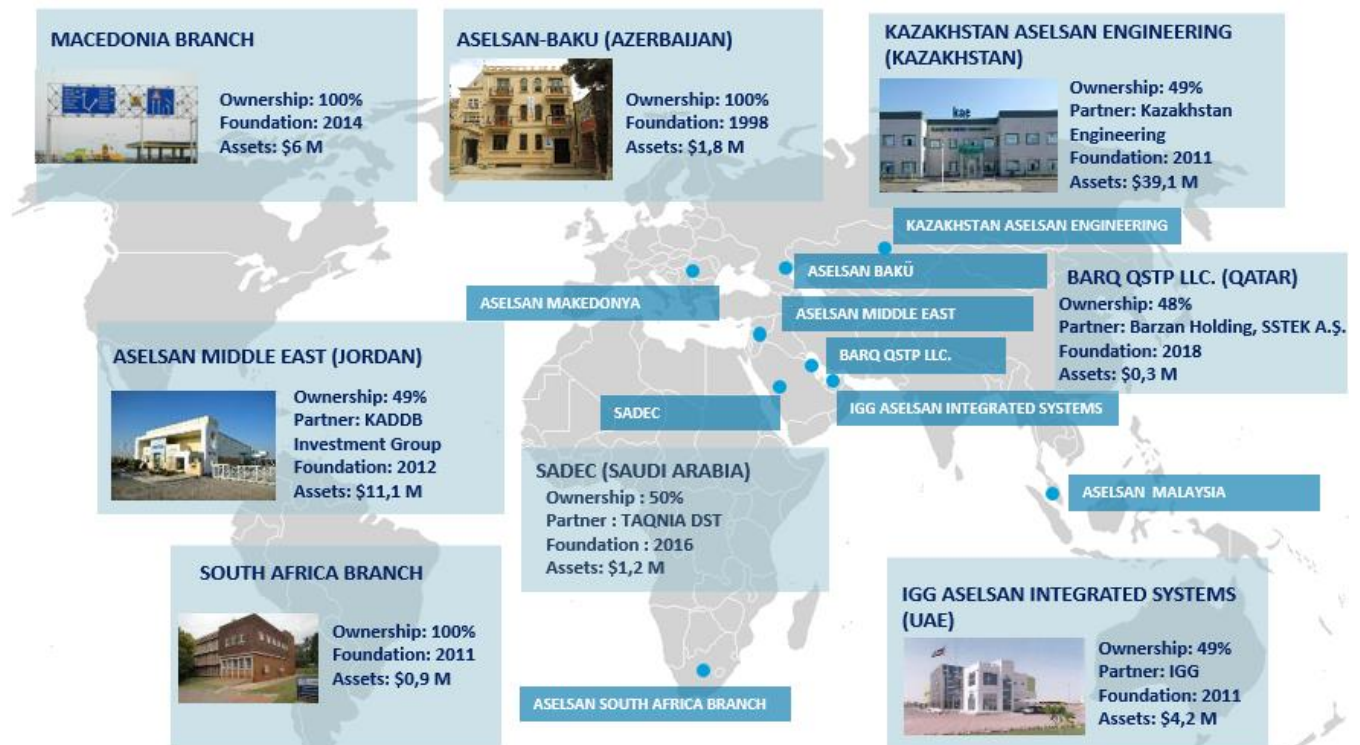 MACEDONIA BRANCH
Ownership: 100%
Foundation: 2014
Assets: $6 M
ASELSAN-BAKU (AZERBAIJAN)
Ownership: 100%
Foundation: 1998
Assets: $1,8 M
KAZAKHSTAN ASELSAN ENGINEERING
(KAZAKHSTAN)
kae
Ownership: 49%
Partner: Kazakhstan
Engineering
Foundation: 2011
Assets: $39,1 M
KAZAKHSTAN ASELSAN ENGINEERING
ASELSAN BAKÜ
ASELSAN MAKEDONYA
ASELSAN MIDDLE EAST
BARQ QSTP LLC.
SADEC
IGG ASELSAN INTEGRATED SYSTEMS
BARQ QSTP LLC. (QATAR)
Ownership: 48%
Partner: Barzan Holding, SSTEK A.Ş.
Foundation: 2018
Assets: $0,3 M
ASELSAN MIDDLE EAST (JORDAN)
Ownership: 49%
Partner: KADDB
Investment Group
Foundation: 2012
Assets: $11,1 M
SADEC (SAUDI ARABIA)
Ownership : 50%
Partner : TAQNIA DST
Foundation : 2016
Assets: $1,2 M
ASELSAN MALAYSIA
SOUTH AFRICA BRANCH
Ownership: 100%
Foundation: 2011
Assets: $0,9 M
ASELSAN SOUTH AFRICA BRANCH
IGG ASELSAN INTEGRATED SYSTEMS
(UAE)
Ownership: 49%
Partner: IGG
Foundation: 2011
Assets: $4,2 M